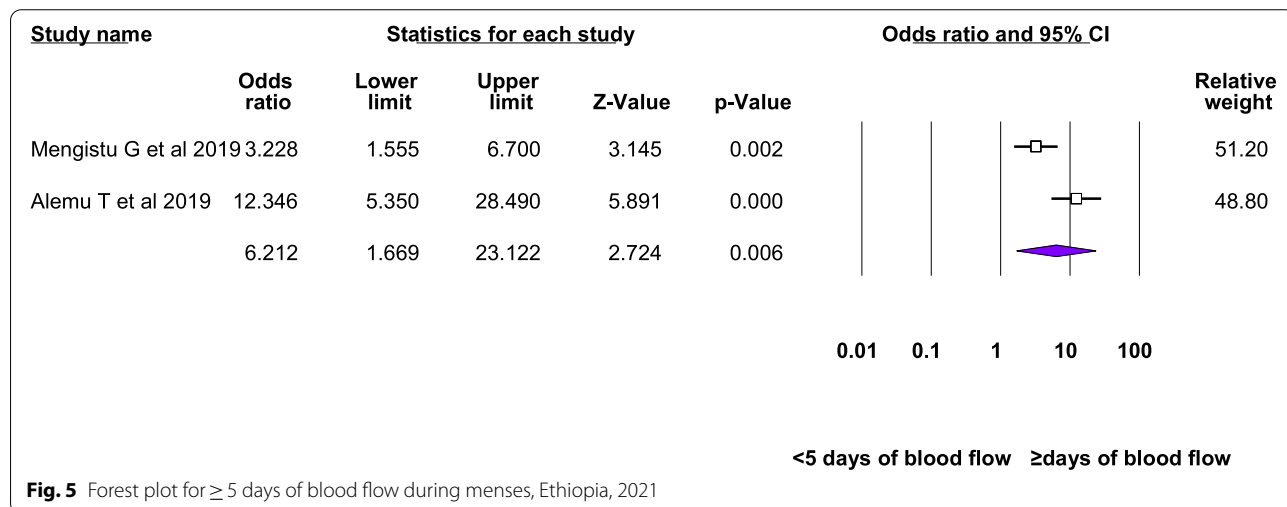 Study name Statistics for each study Odds ratio and 95% CI
Odds Lower Upper Relative
ratio limit limit Z-Value p-Value weight
Mengistu G et al 2019 3.228 1.555 6.700 3.145 0.002 51.20
Alemu T et al 2019 12.346 5.350 28.490 5.891 0.000 48.80
6.212 1.669 23.122 2.724 0.006
0.01 0.1 1 10 100
<5 days of blood flow ≥days of blood flow
Fig. 5 Forest plot for ≥ 5 days of blood flow during menses, Ethiopia, 2021